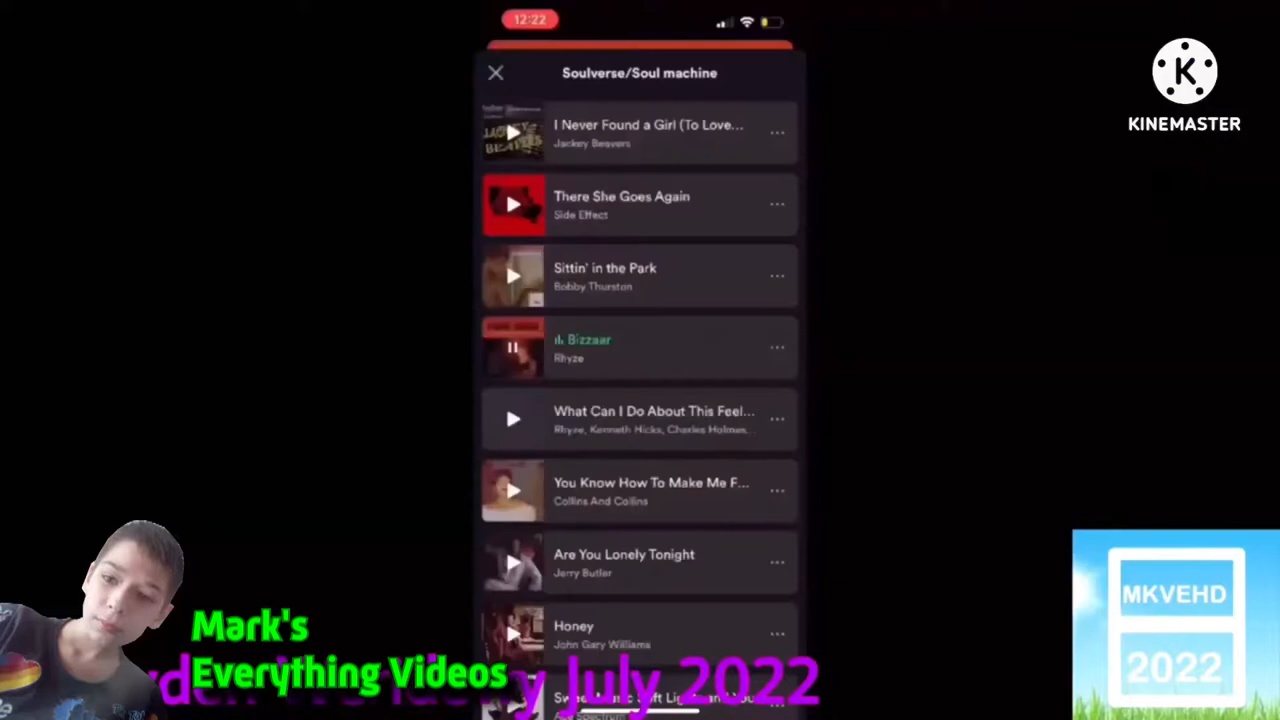 12:22
Soulverse/Soul machine
I Never Found a Girl (To Love...
Jackey Beavers
There She Goes Again
Side Effect
Sittin' in the Park
Bobby Thurston
Bizzaar
Rhyze
What Can I Do About This Feel...
Rhyze, Kenneth Hicks, Charles Holmes...
You Know How To Make Me F...
Collins And Collins
Are You Lonely Tonight
Jerry Butler
Honey
John Gary Williams
K
KINEMASTER
Mark's
Everything Videos
July 2022
MKVEHD
2022